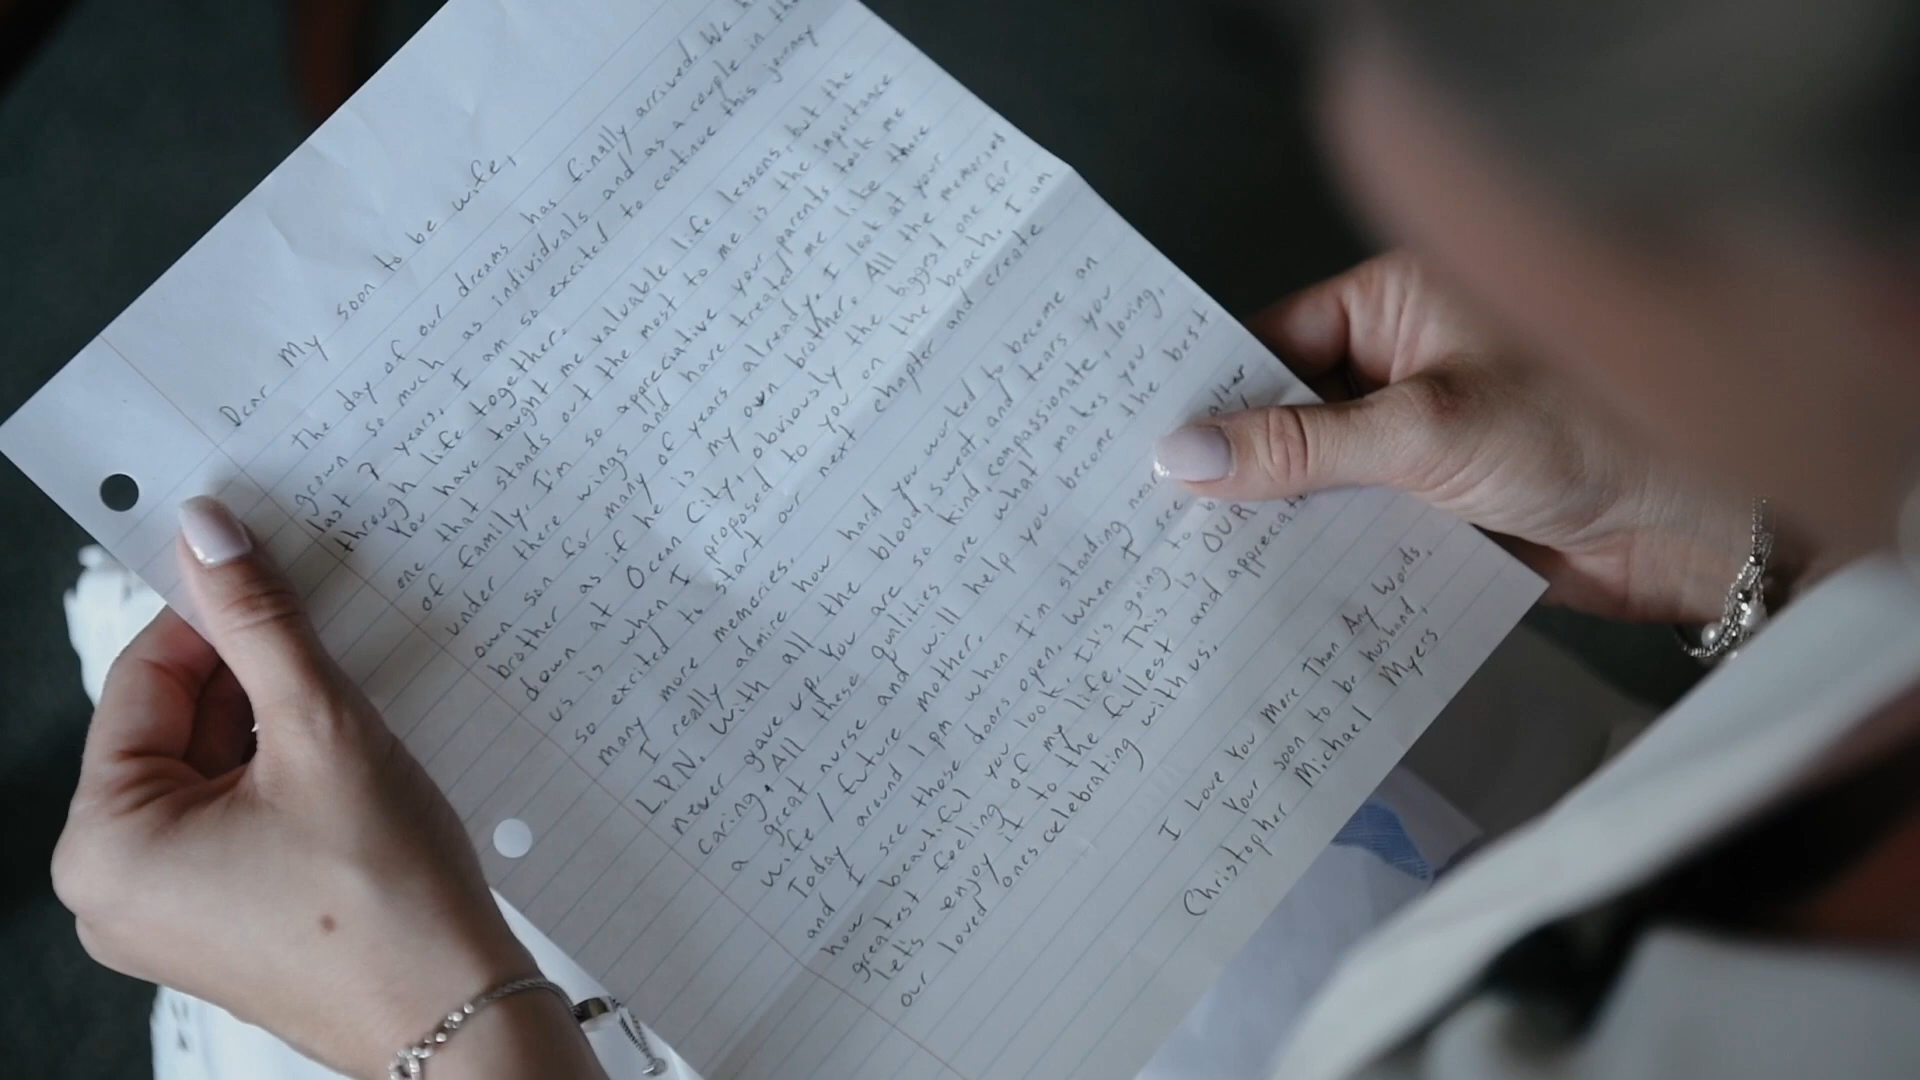 Dear My soon to be wife,
The day of our dreams has finally arrived. We
grown so much as individuals and as a couple in the
last 7 years. I am so excited to continue this jorney
through life together.
You have taught me valuable life lessons, but the
one that stands out the most to me is the importance
of family. I'm so appreciative your parends took me
under there wings and have treated me like there
own son for many of years already. I look at your
brother as if he is my own brother. All the memories
down at Ocean City, obviously the biggest one for
us is when I proposed to you on the beach. I am
so excited to start our next chapter and create
many more memories.
I really admire how hard you worked to become an
L.P.N. With all the blood, sweat, and tears you
never gave up. You are so kind, compassionate, loving,
caring. All these qualities are what makes you
a great nurse and will help you become the best
wife / future mother.
Today around 1pm when I'm standing near alter
and I see those doors open. When I see
how beautiful you look. It's going to b
greatest feeling of my life. This is OUR
let's enjoy it to the fullest and appreciate
our loved ones celebrating with us.
I Love You More Than Any Words.
Your soon to be husband,
Christopher Michael Myers